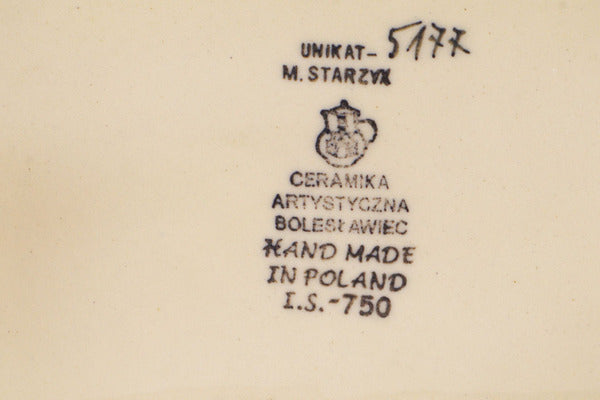 UNIKAT- 5177
M. STARZYK
CERAMIKA
ARTYSTYCZNA
BOLESŁAWIEC
HAND MADE
IN POLAND
I.S.-750